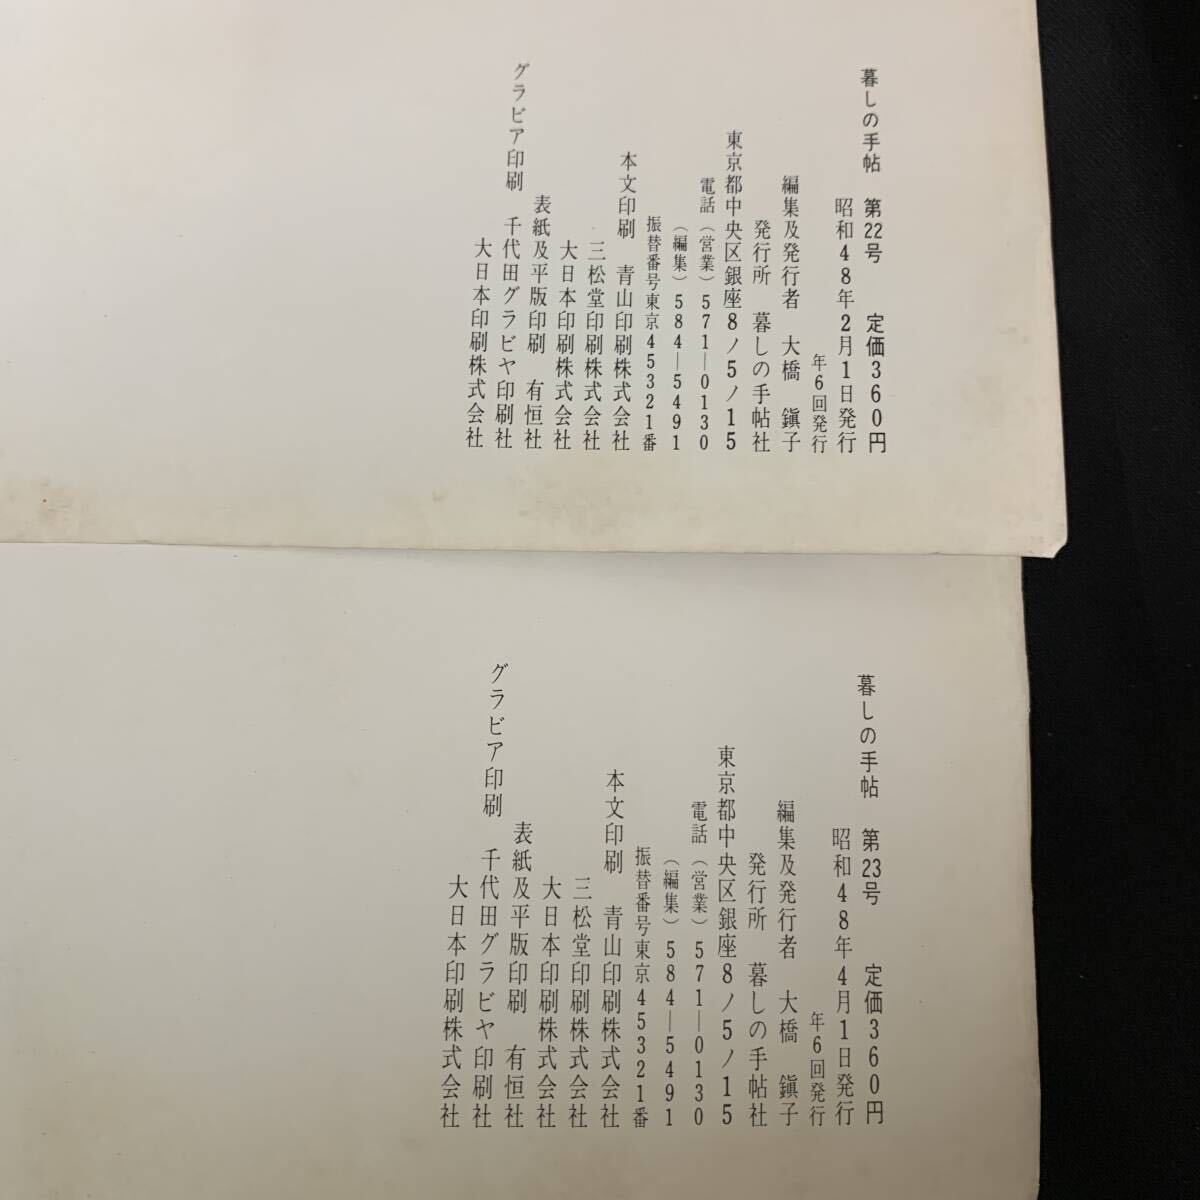 暮しの手帖 第22号 定価360円
昭和48年2月1日発行
年6回発行
編集及発行者 大橋 鎭子
発行所 暮しの手帖社
東京都中央区銀座8ノ5ノ15
電話(営業)571―0130
(編集)584―5491
振替番号東京45321番
本文印刷 青山印刷株式会社
三松堂印刷株式会社
大日本印刷株式会社
表紙及平版印刷 有恒社
グラビア印刷 千代田グラビヤ印刷社
大日本印刷株式会社
暮しの手帖 第23号 定価360円
昭和48年4月1日発行
年6回発行
編集及発行者 大橋 鎭子
発行所 暮しの手帖社
東京都中央区銀座8ノ5ノ15
電話(営業)571―0130
(編集)584―5491
振替番号東京45321番
本文印刷 青山印刷株式会社
三松堂印刷株式会社
大日本印刷株式会社
表紙及平版印刷 有恒社
グラビア印刷 千代田グラビヤ印刷社
大日本印刷株式会社